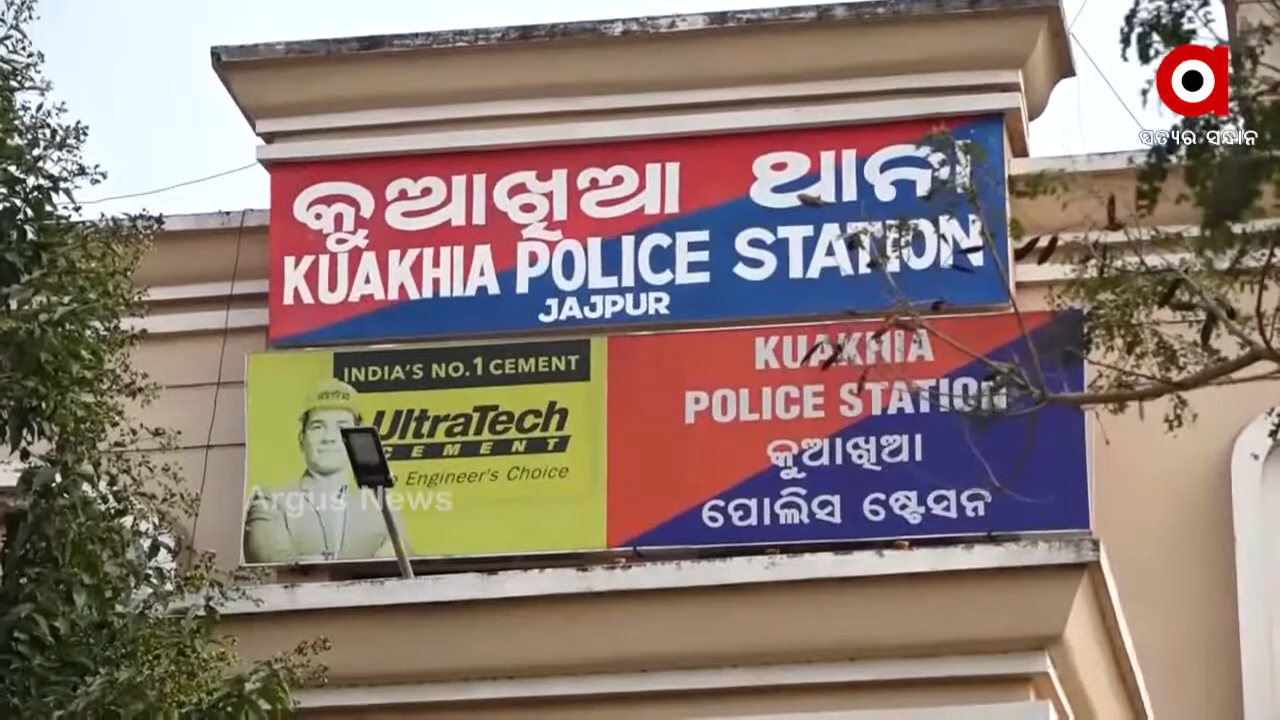 ସତ୍ୟର ସନ୍ଧାନ
କୁଆଖିଆ ଥାନା
KUAKHIA POLICE STATION
JAJPUR
INDIA'S NO.1 CEMENT
UltraTech
CEMENT
Engineer's Choice
Argus News
KUAKHIA
POLICE STATION
କୁଆଖିଆ
ପୋଲିସ ଷ୍ଟେସନ